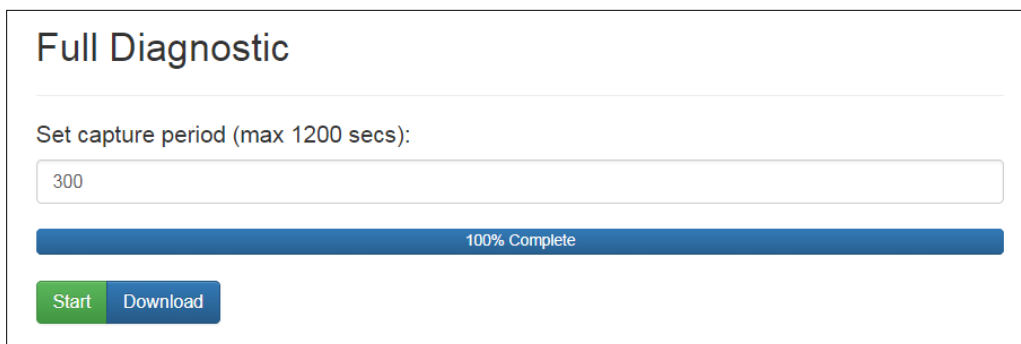 Full Diagnostic
Set capture period (max 1200 secs):
300
100% Complete
Start Download